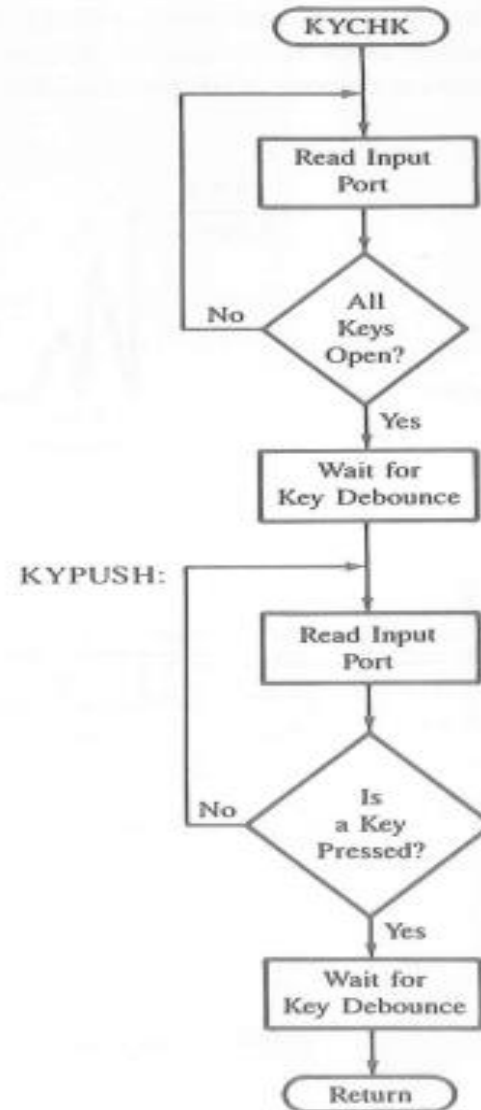 KYCHK
Read Input
Port
All
Keys
Open?
No
Yes
Wait for
Key Debounce
KYPUSH:
Read Input
Port
Is
a Key
Pressed?
No
Yes
Wait for
Key Debounce
Return